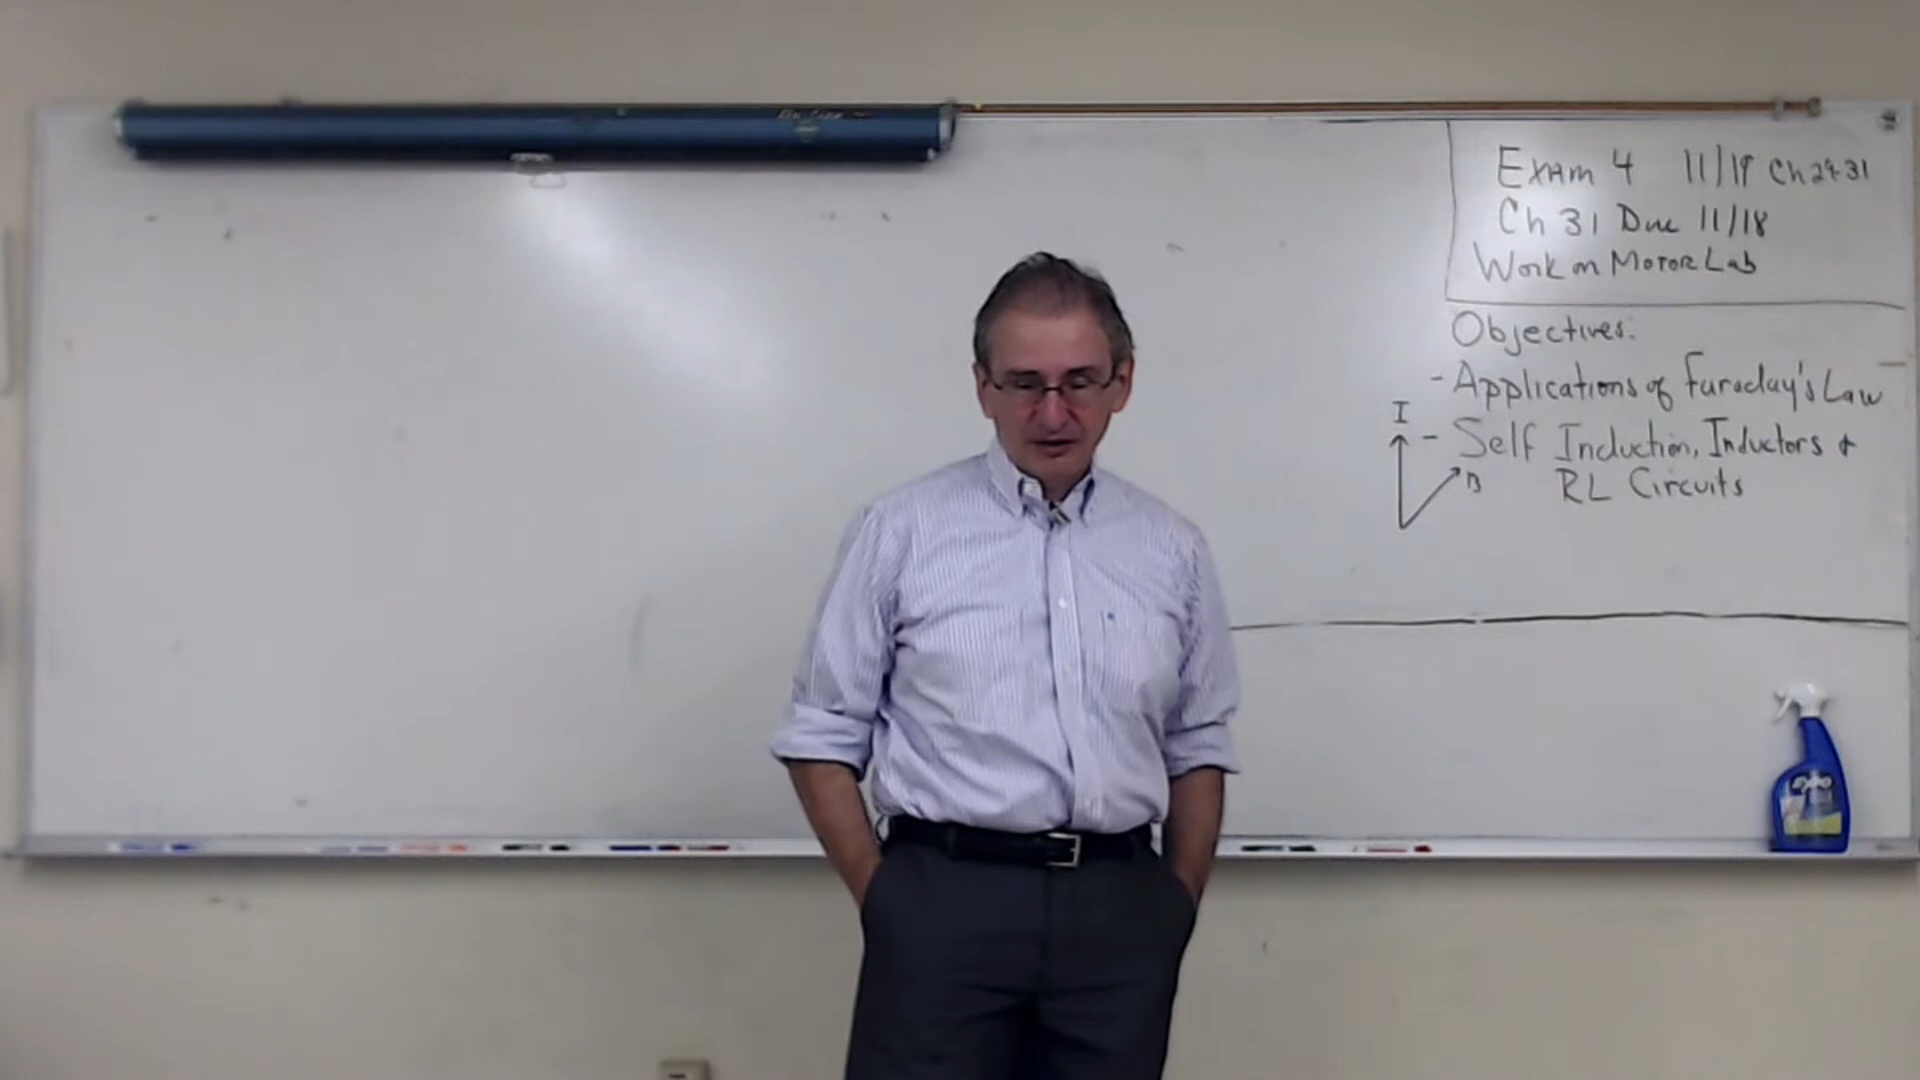 Exam 4 11/19 Ch 29-31
Ch 31 Due 11/18
Work on Motor Lab
Objectives:
- Applications of Faraday's Law
I
- Self Induction, Inductors &
B
RL Circuits
expo